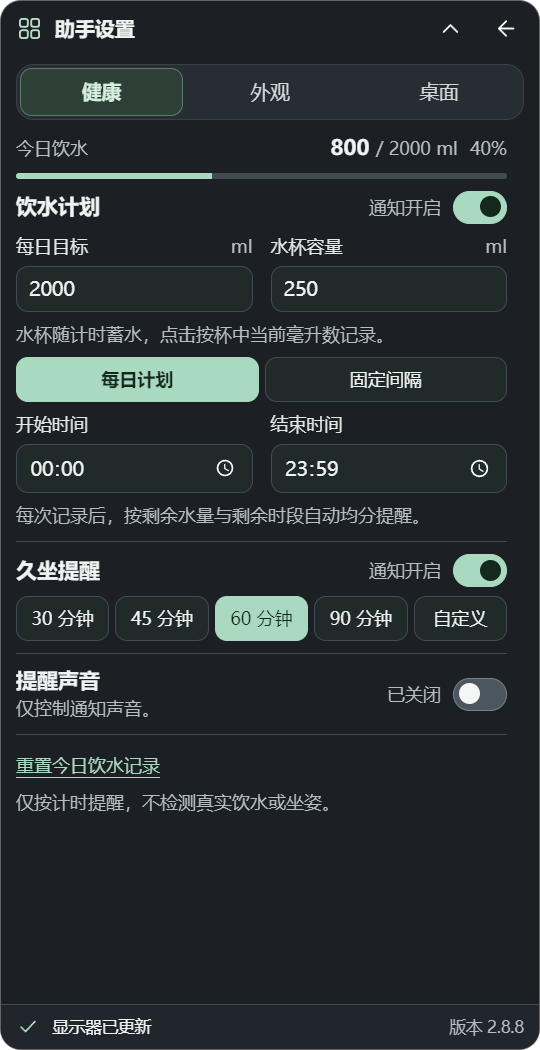 助手设置
健康 外观 桌面
今日饮水 800 / 2000 ml 40%
饮水计划 通知开启
每日目标 ml 水杯容量 ml
2000 250
水杯随计时蓄水，点击按杯中当前毫升数记录。
每日计划 固定间隔
开始时间 结束时间
00:00 23:59
每次记录后，按剩余水量与剩余时段自动均分提醒。
久坐提醒 通知开启
30 分钟 45 分钟 60 分钟 90 分钟 自定义
提醒声音 已关闭
仅控制通知声音。
重置今日饮水记录
仅按计时提醒，不检测真实饮水或坐姿。
显示器已更新 版本 2.8.8